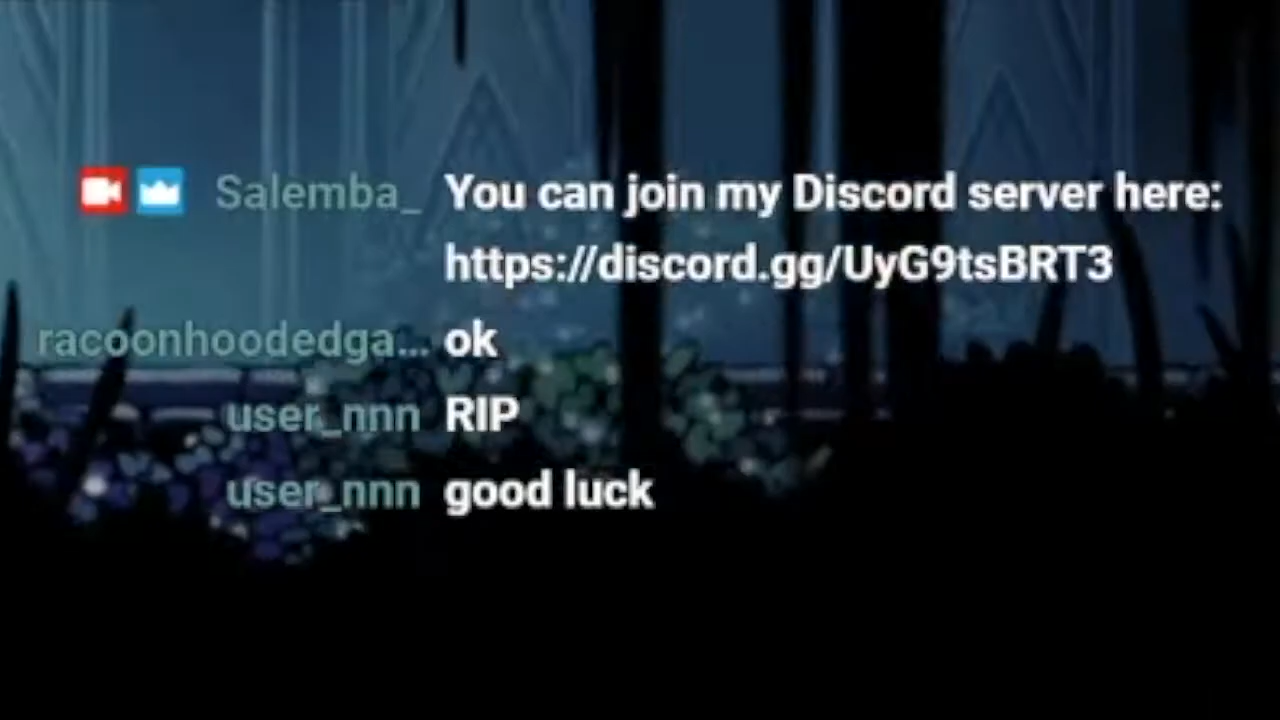 Salemba_ You can join my Discord server here:
https://discord.gg/UyG9tsBRT3
racoonhoodedga... ok
user_nnn RIP
user_nnn good luck